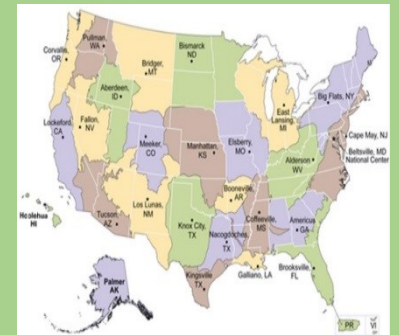 Pullman,
WA
Corvallis,
OR
Bridger,
MT
Bismarck
ND
Aberdeen,
ID
Big Flats, NY
East
Lansing,
MI
Lockeford,
CA
Fallon,
NV
Meeker,
CO
Manhattan,
KS
Elsberry,
MO
Cape May, NJ
Beltsville, MD
National Center
Alderson
WV
Booneville,
AR
Los Lunas,
NM
Tucson,
AZ
Knox City,
TX
Coffeeville,
MS
Americus
GA
Nacogdoches,
TX
Hoolehua
HI
Kingsville
TX
Galliano, LA
Brooksville,
FL
Palmer
AK
PR
VI